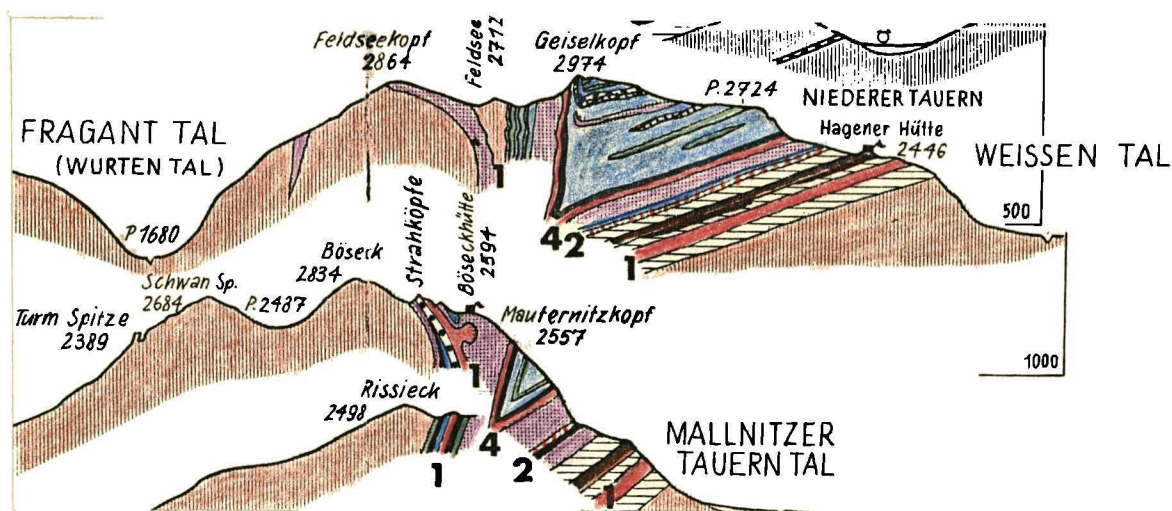 Feldseekopf
2864
Feldsee
2712
Geiselkopf
2974
P. 2724
NIEDERER TAUERN
Hagener Hütte
2446
FRAGANT TAL
(WURTEN TAL)
WEISSEN TAL
P 1680
1
4
2
1
500
Schwan Sp.
2684
P. 2487
Böseck
2834
Strahköpfe
Böseckhütte
2594
Turm Spitze
2389
Mauternitzkopf
2557
1000
1
Rissieck
2498
4
1
2
1
MALLNITZER
TAUERN TAL